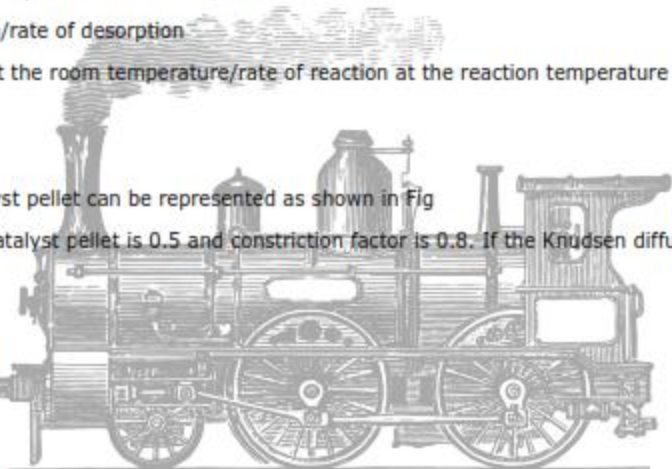 /rate of desorption
t the room temperature/rate of reaction at the reaction temperature
yst pellet can be represented as shown in Fig
atalyst pellet is 0.5 and constriction factor is 0.8. If the Knudsen diffu